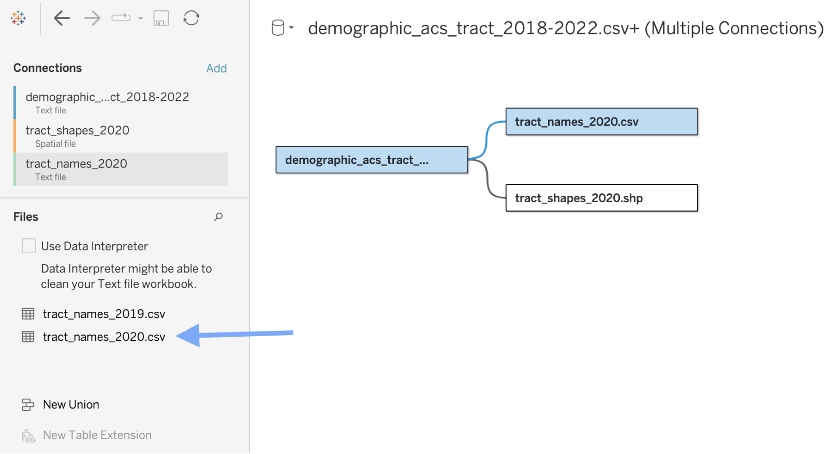 demographic_acs_tract_2018-2022.csv+ (Multiple Connections)
Connections
Add
demographic_...ct_2018-2022
Text file
tract_shapes_2020
Spatial file
tract_names_2020
Text file
Files
Use Data Interpreter
Data Interpreter might be able to
clean your Text file workbook.
tract_names_2019.csv
tract_names_2020.csv
New Union
New Table Extension
demographic_acs_tract_...
tract_names_2020.csv
tract_shapes_2020.shp